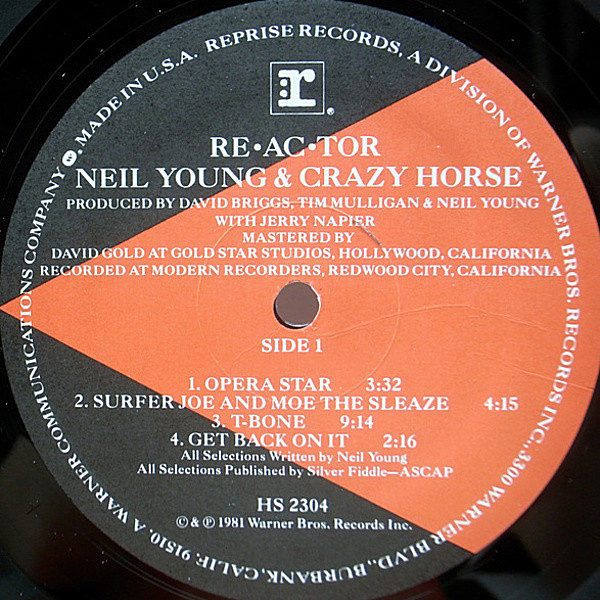 MADE IN U.S.A. REPRISE RECORDS, A DIVISION OF WARNER BROS. RECORDS INC., 3300 WARNER BLVD., BURBANK, CALIF. 91510. A WARNER COMMUNICATIONS COMPANY
r
®
RE•AC•TOR
NEIL YOUNG & CRAZY HORSE
PRODUCED BY DAVID BRIGGS, TIM MULLIGAN & NEIL YOUNG
WITH JERRY NAPIER
MASTERED BY
DAVID GOLD AT GOLD STAR STUDIOS, HOLLYWOOD, CALIFORNIA
RECORDED AT MODERN RECORDERS, REDWOOD CITY, CALIFORNIA
SIDE 1
1. OPERA STAR 3:32
2. SURFER JOE AND MOE THE SLEAZE 4:15
3. T-BONE 9:14
4. GET BACK ON IT 2:16
All Selections Written by Neil Young
All Selections Published by Silver Fiddle—ASCAP
HS 2304
© & ℗ 1981 Warner Bros. Records Inc.